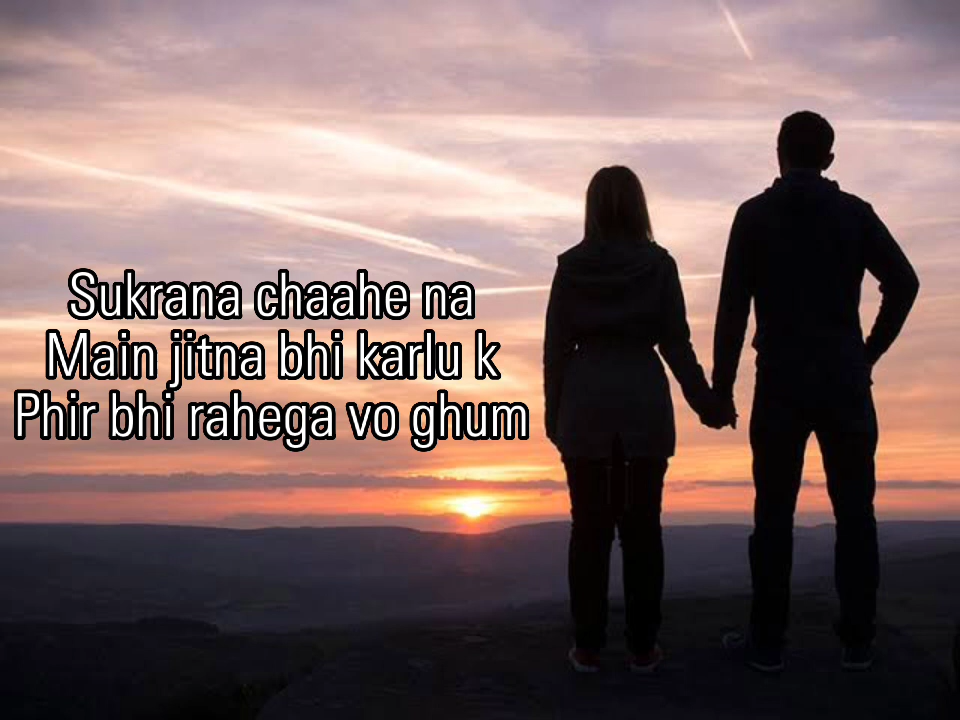 Sukrana chaahe na
Main jitna bhi karlu k
Phir bhi rahega vo ghum